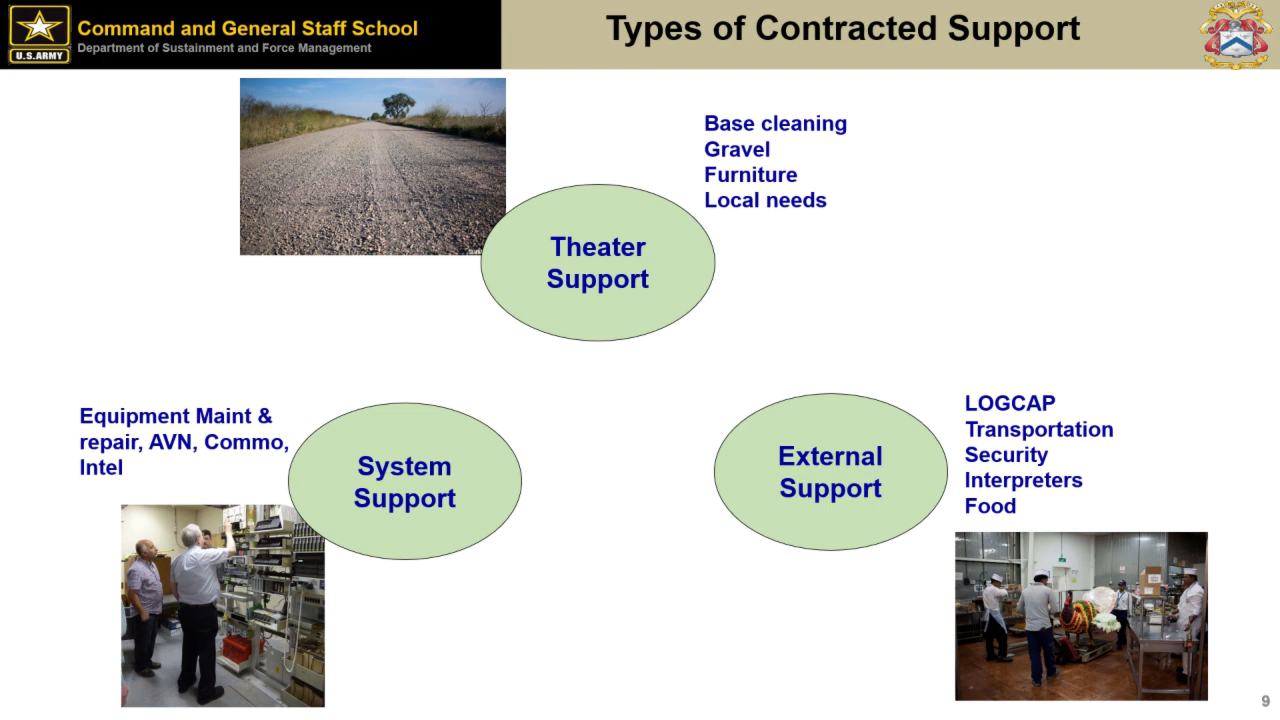 U.S.ARMY
Command and General Staff School
Department of Sustainment and Force Management
Types of Contracted Support
Base cleaning
Gravel
Furniture
Local needs
Theater
Support
Equipment Maint &
repair, AVN, Commo,
Intel
System
Support
External
Support
LOGCAP
Transportation
Security
Interpreters
Food
9